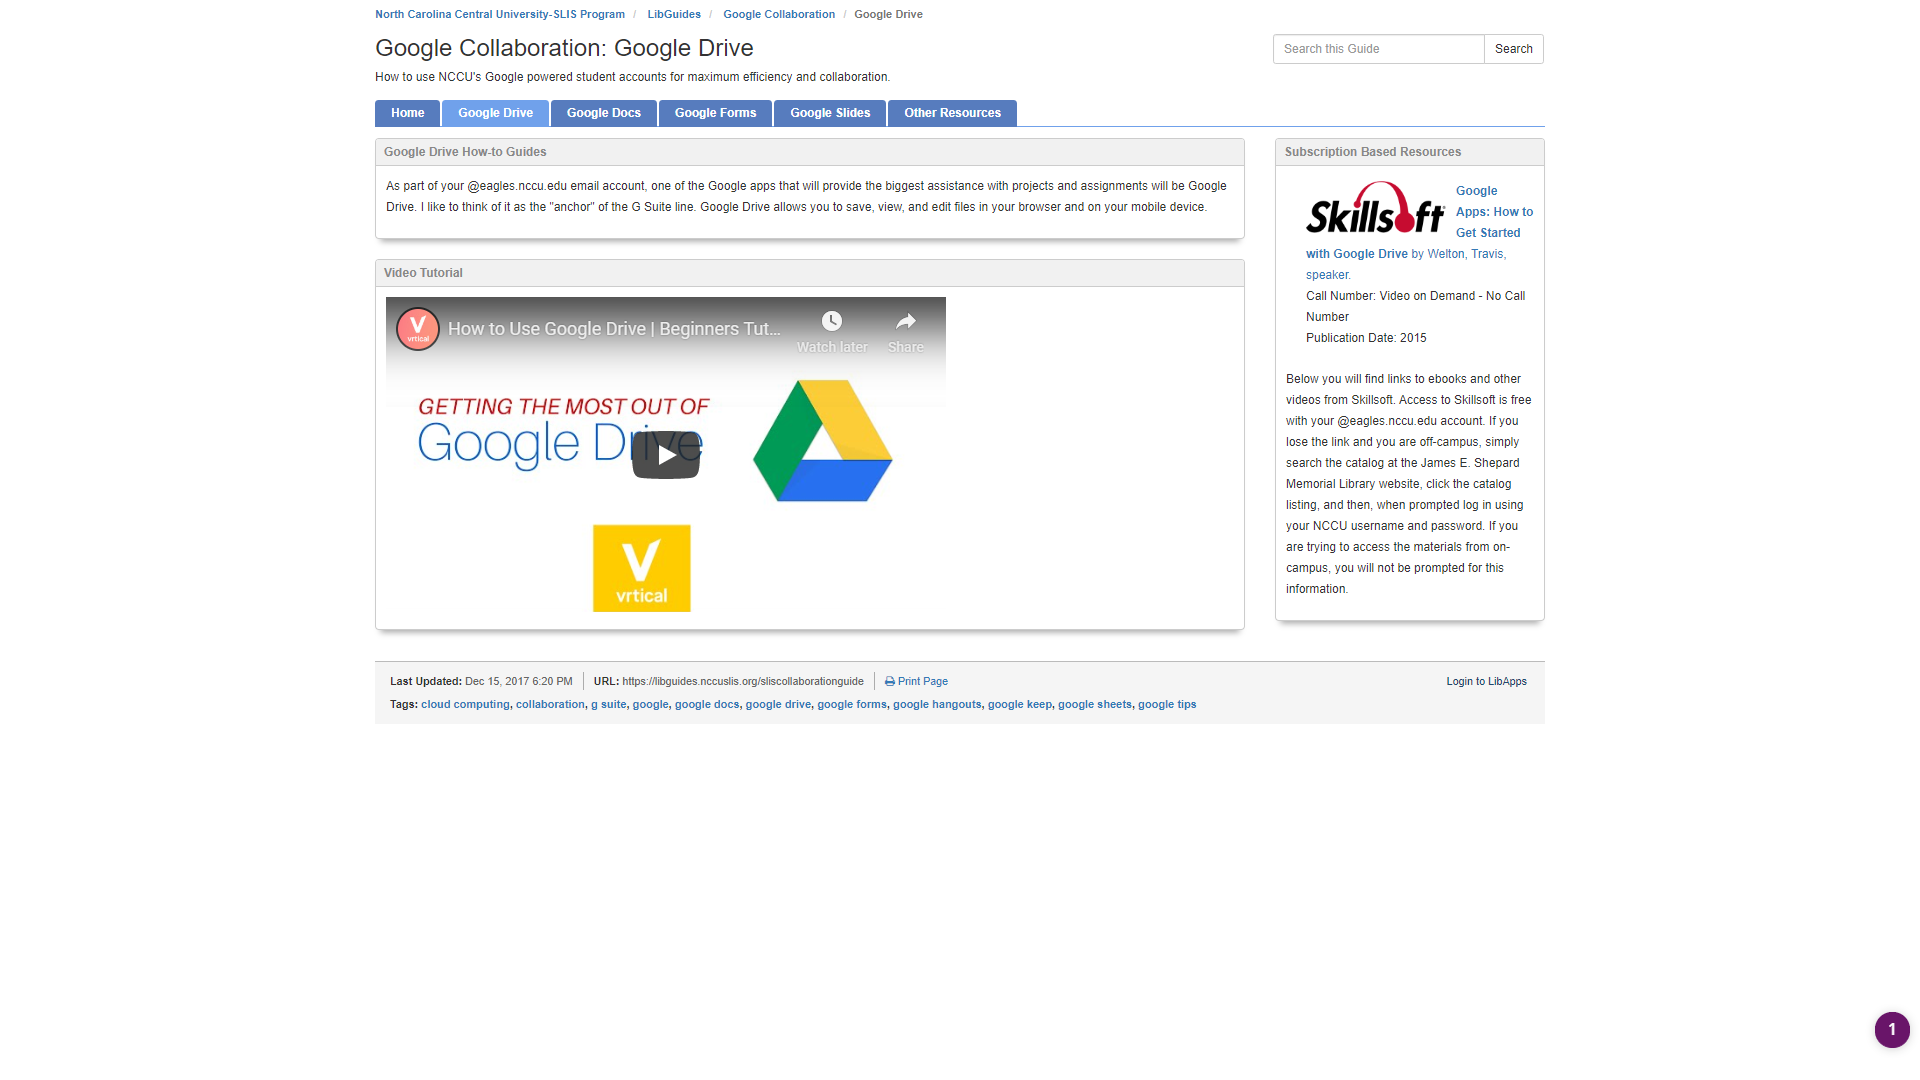 North Carolina Central University-SLIS Program / LibGuides / Google Collaboration / Google Drive
Google Collaboration: Google Drive
Search this Guide Search
How to use NCCU's Google powered student accounts for maximum efficiency and collaboration.
Home Google Drive Google Docs Google Forms Google Slides Other Resources
Google Drive How-to Guides
As part of your @eagles.nccu.edu email account, one of the Google apps that will provide the biggest assistance with projects and assignments will be Google
Drive. I like to think of it as the "anchor" of the G Suite line. Google Drive allows you to save, view, and edit files in your browser and on your mobile device.
Video Tutorial
V
vrtical
How to Use Google Drive | Beginners Tut...
Watch later
Share
GETTING THE MOST OUT OF
Google Drive
V
vrtical
Subscription Based Resources
Skillsoft
Google
Apps: How to
Get Started
with Google Drive by Welton, Travis,
speaker.
Call Number: Video on Demand - No Call
Number
Publication Date: 2015
Below you will find links to ebooks and other
videos from Skillsoft. Access to Skillsoft is free
with your @eagles.nccu.edu account. If you
lose the link and you are off-campus, simply
search the catalog at the James E. Shepard
Memorial Library website, click the catalog
listing, and then, when prompted log in using
your NCCU username and password. If you
are trying to access the materials from on-
campus, you will not be prompted for this
information.
Last Updated: Dec 15, 2017 6:20 PM URL: https://libguides.nccuslis.org/sliscollaborationguide Print Page
Login to LibApps
Tags: cloud computing, collaboration, g suite, google, google docs, google drive, google forms, google hangouts, google keep, google sheets, google tips
1